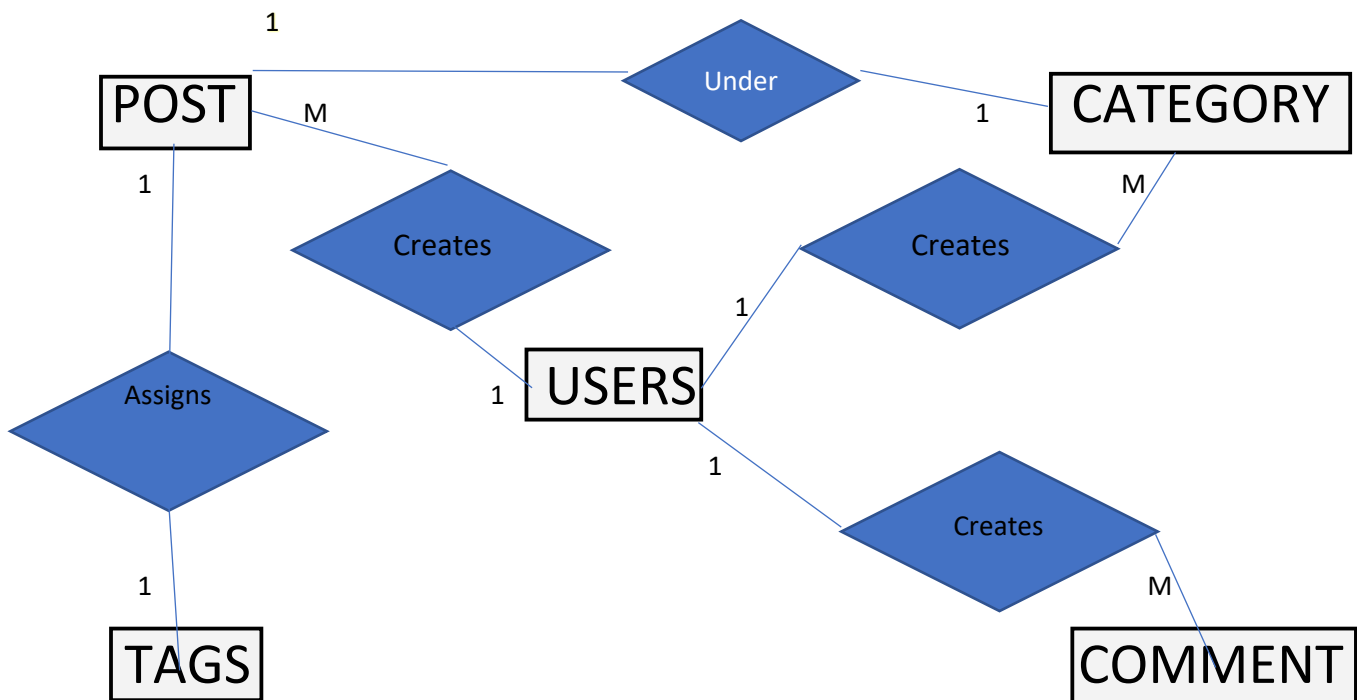 1
Under
POST
M
1
CATEGORY
1
M
Creates
Creates
1
1
USERS
Assigns
1
Creates
1
M
TAGS
COMMENT